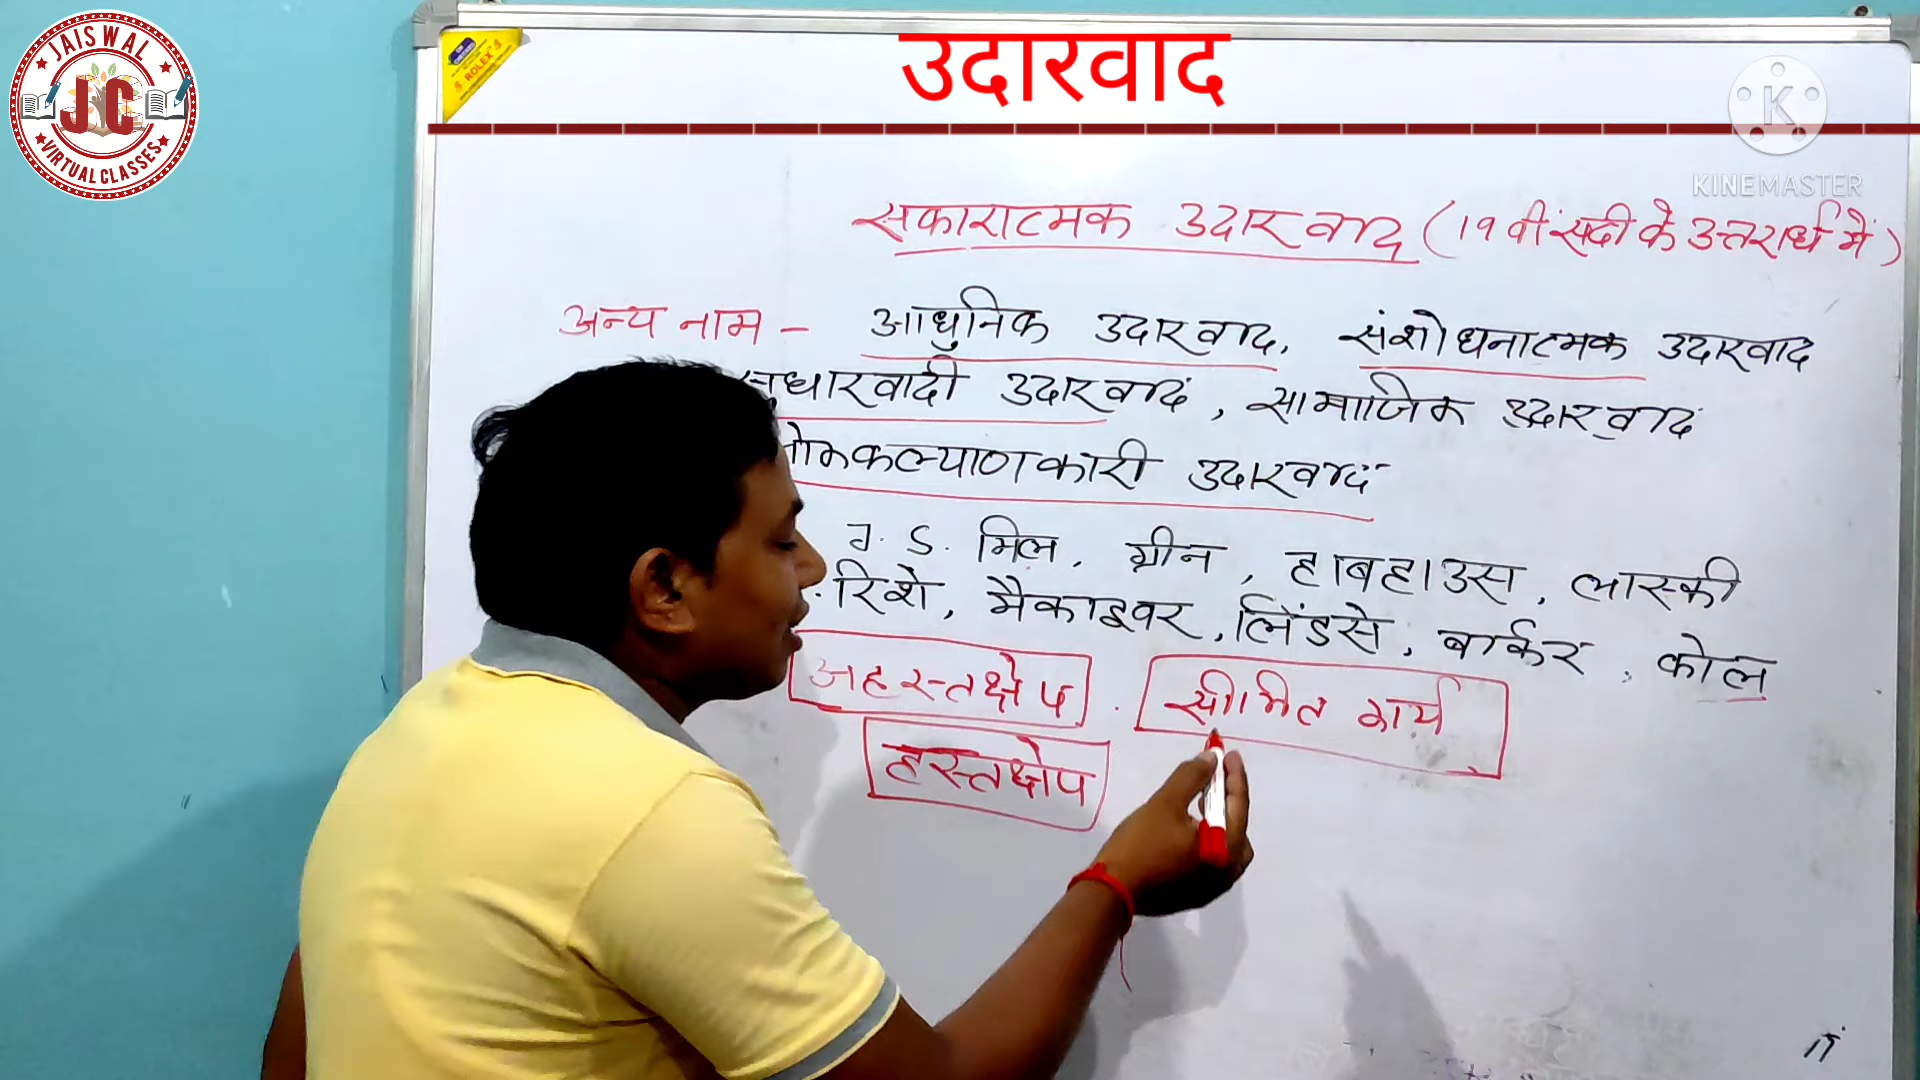 JAISWAL
JC
VIRTUAL CLASSES
ROLEX
उदारवाद
K
KINEMASTER
सकारात्मक उदारवाद (19 वीं सदी के उत्तरार्ध में)
अन्य नाम - आधुनिक उदारवाद, संशोधनात्मक उदारवाद
सुधारवादी उदारवाद, सामाजिक उदारवाद
लोककल्याणकारी उदारवाद
J. S. मिल, ग्रीन, हाबहाउस, लास्की
रिशे, मैकाइवर, लिंडसे, बार्कर, कोल
अहस्तक्षेप सीमित कार्य
हस्तक्षेप